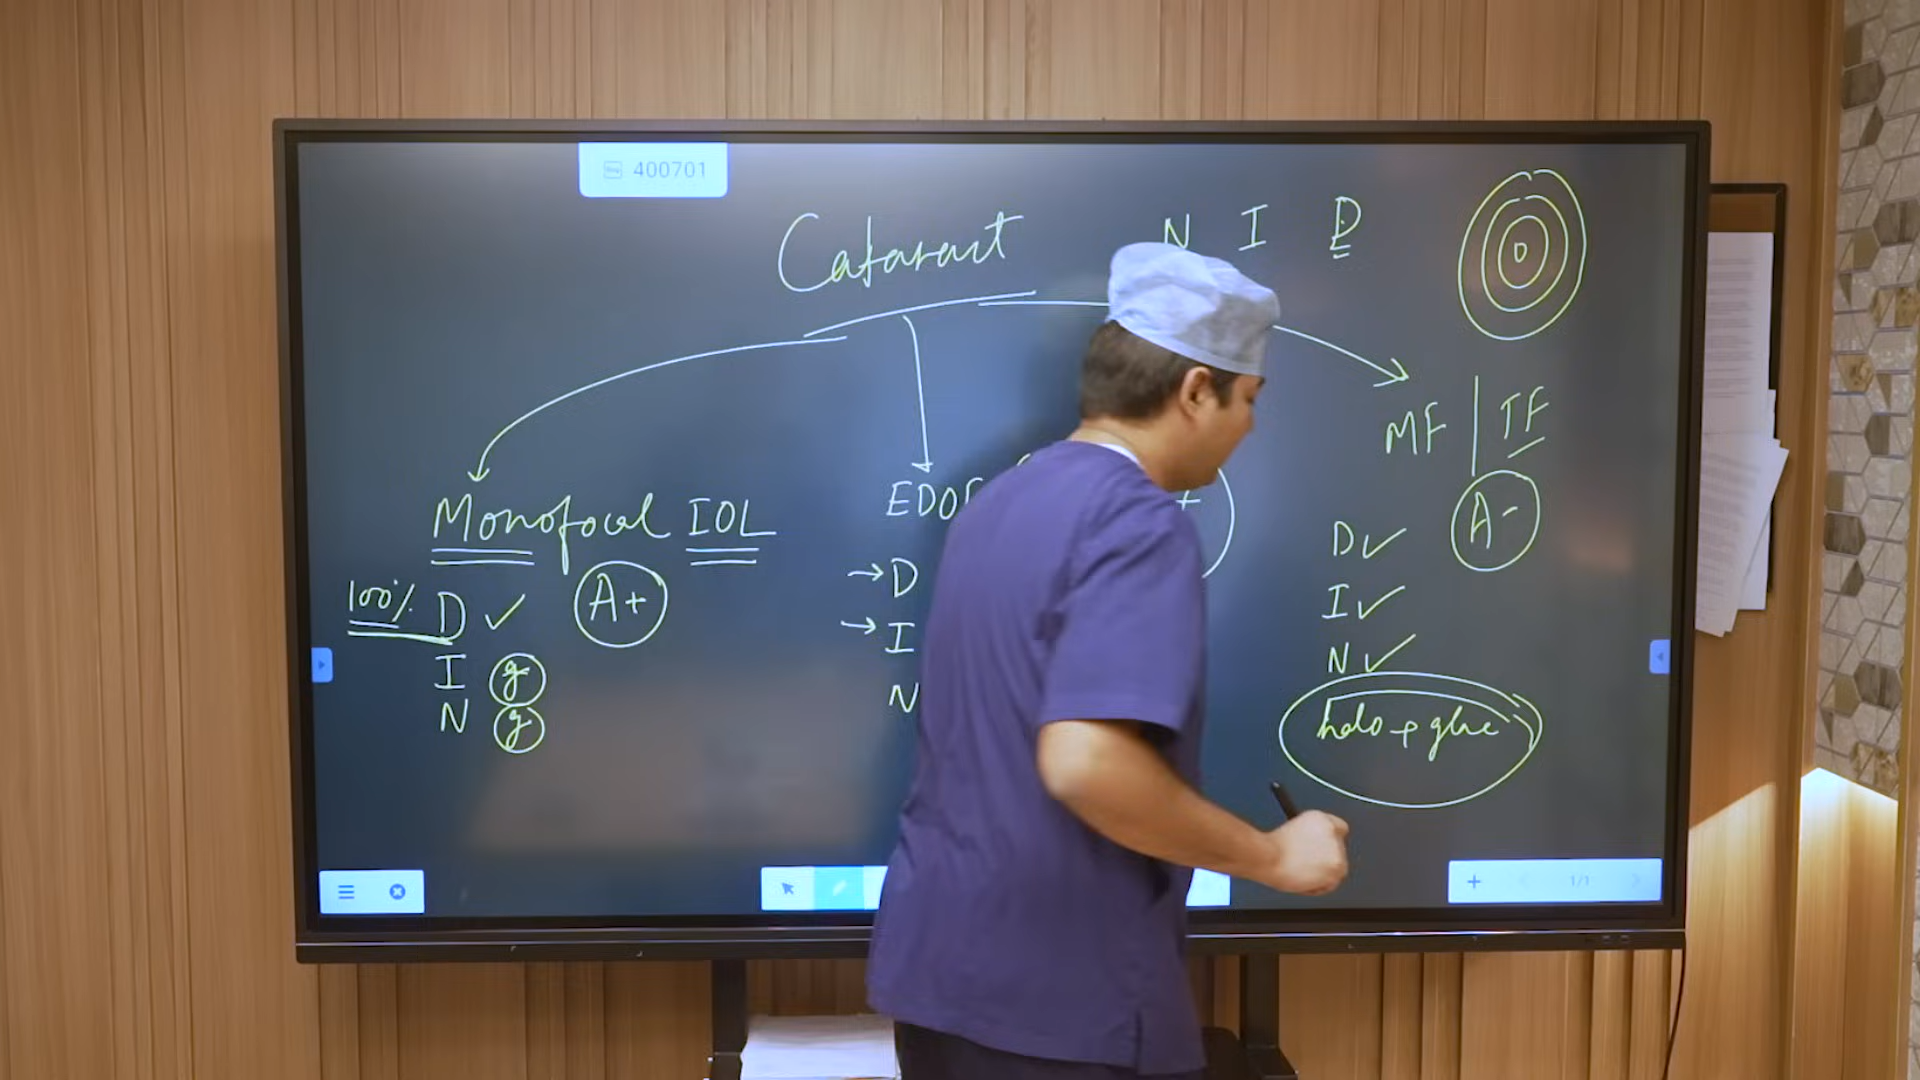 400701
Cataract N I D
MF | TF
Monofocal IOL
EDOF
A-
A+
100% D ✓
I g
N g
→ D
→ I
N
+
D ✓
I ✓
N ✓
halo + glare
1/1